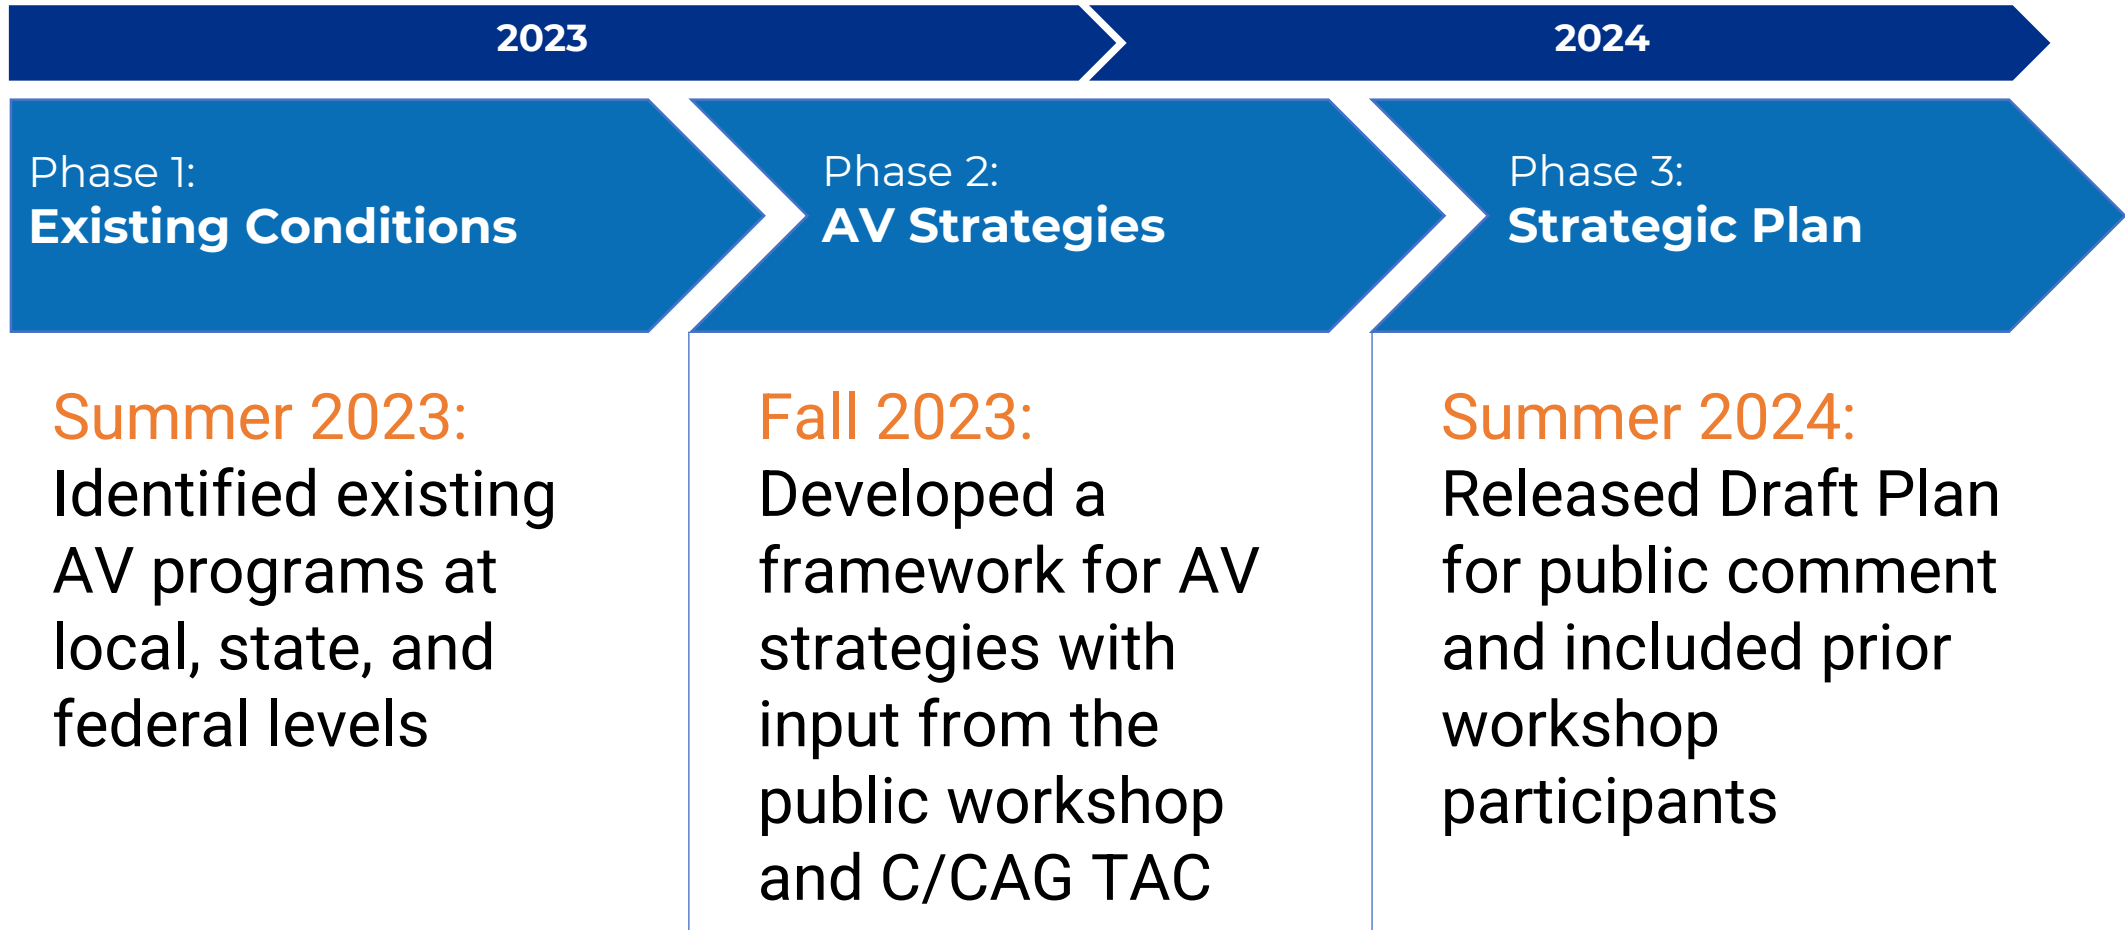 2023
2024
Phase 1:
Existing Conditions
Phase 2:
AV Strategies
Phase 3:
Strategic Plan
Summer 2023:
Identified existing
AV programs at
local, state, and
federal levels
Fall 2023:
Developed a
framework for AV
strategies with
input from the
public workshop
and C/CAG TAC
Summer 2024:
Released Draft Plan
for public comment
and included prior
workshop
participants